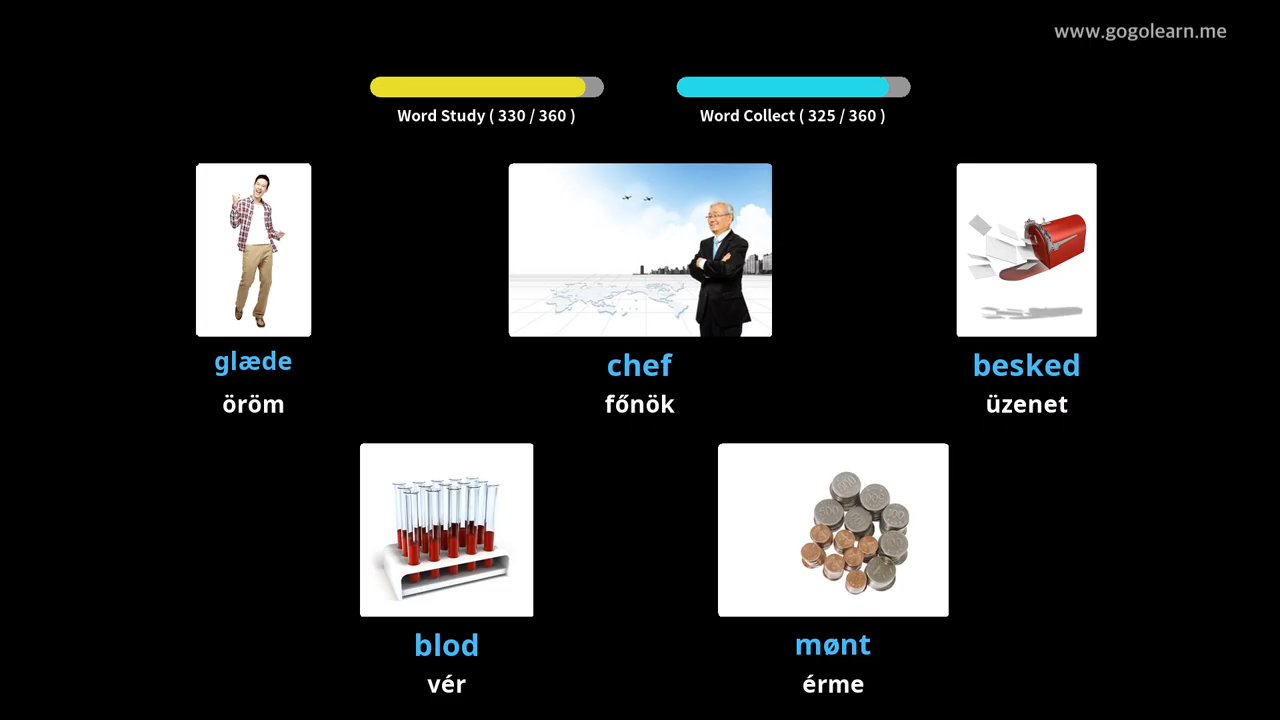 www.gogolearn.me
Word Study ( 330 / 360 )
Word Collect ( 325 / 360 )
glæde
chef
besked
öröm
főnök
üzenet
blod
mønt
vér
érme